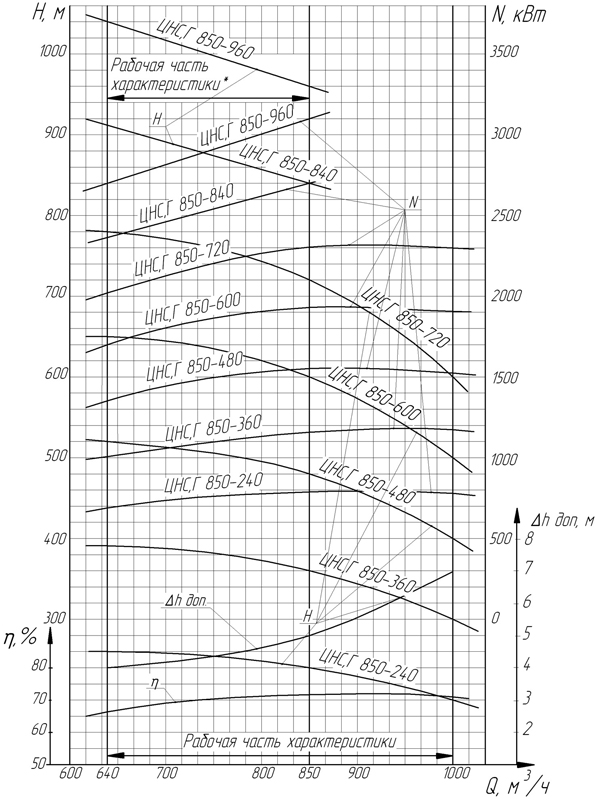 H, м
N, кВт
ЦНС,Г 850-960
1000
3500
Рабочая часть
характеристики*
H
ЦНС,Г 850-960
900
3000
ЦНС,Г 850-840
N
ЦНС,Г 850-840
800
2500
ЦНС,Г 850-720
700
2000
ЦНС,Г 850-600
ЦНС,Г 850-720
ЦНС,Г 850-480
600
1500
ЦНС,Г 850-600
ЦНС,Г 850-360
500
1000
ЦНС,Г 850-240
ЦНС,Г 850-480
Δh доп, м
400
500
8
ЦНС,Г 850-360
7
Δh доп
6
300
H
0
η,%
5
80
ЦНС,Г 850-240
4
η
70
3
60
Рабочая часть характеристики
2
50
600 640 700 800 850 900 1000
Q, м³/ч